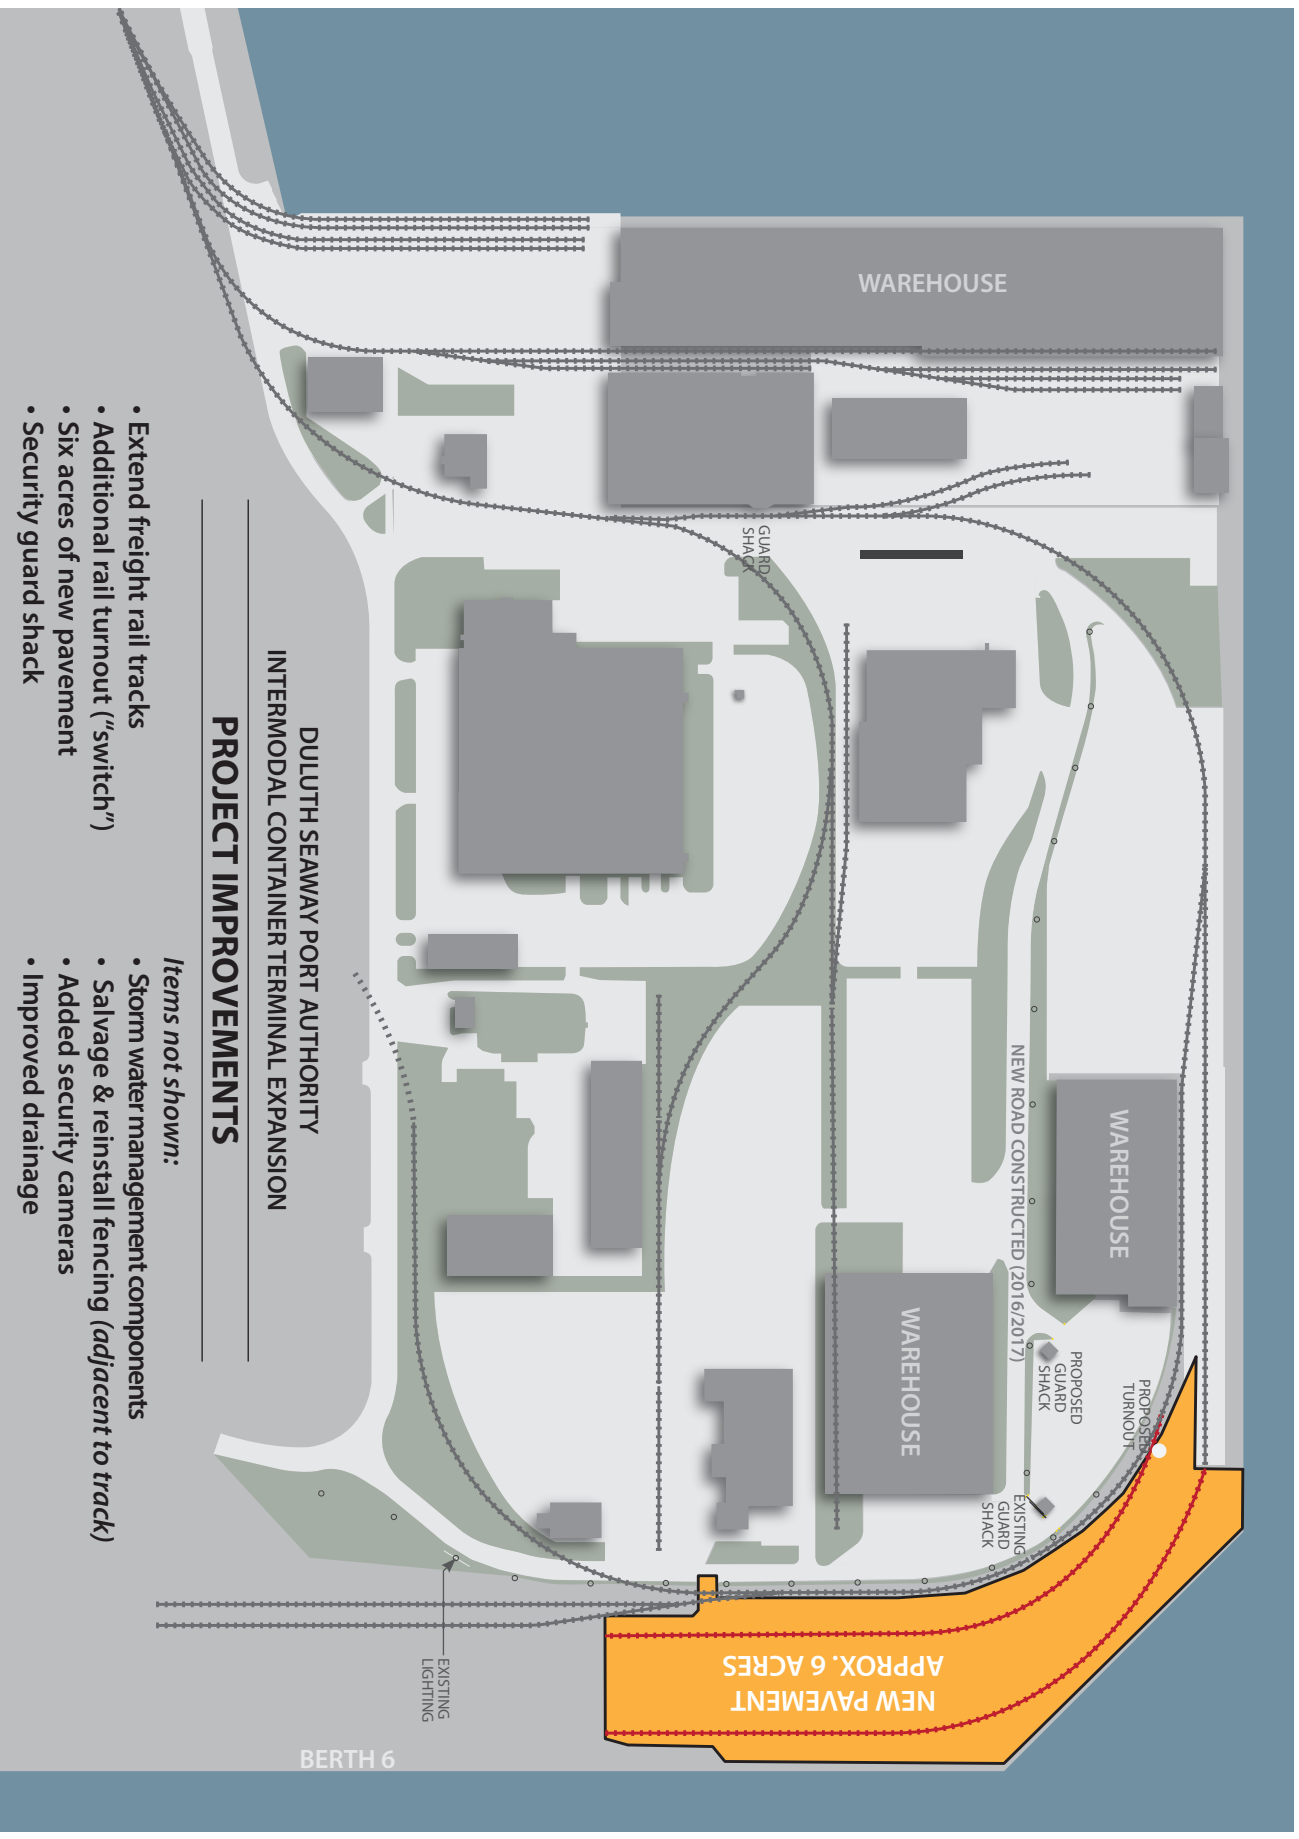 DULUTH SEAWAY PORT AUTHORITY
INTERMODAL CONTAINER TERMINAL EXPANSION
PROJECT IMPROVEMENTS
• Extend freight rail tracks
• Additional rail turnout (“switch”)
• Six acres of new pavement
• Security guard shack
Items not shown:
• Storm water management components
• Salvage & reinstall fencing (adjacent to track)
• Added security cameras
• Improved drainage
WAREHOUSE
GUARD
SHACK
NEW ROAD CONSTRUCTED (2016/2017)
WAREHOUSE
WAREHOUSE
PROPOSED
GUARD
SHACK
PROPOSED
TURNOUT
EXISTING
GUARD
SHACK
NEW PAVEMENT
APPROX. 6 ACRES
EXISTING
LIGHTING
BERTH 6